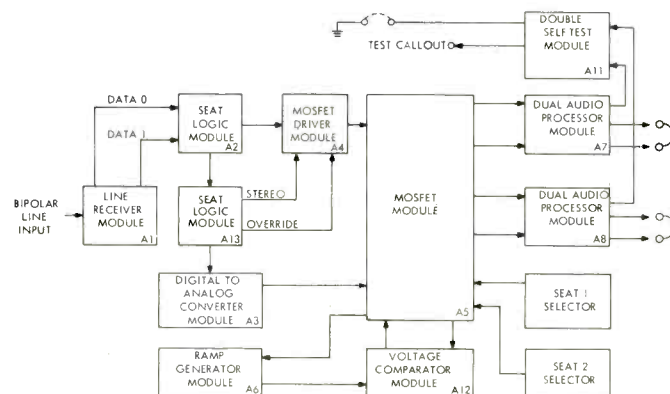 DOUBLE
SELF TEST
MODULE
A11
TEST CALLOUT
DATA 0
DATA 1
SEAT
LOGIC
MODULE
A2
MOSFET
DRIVER
MODULE
A4
MOSFET
MODULE
A5
DUAL AUDIO
PROCESSOR
MODULE
A7
BIPOLAR
LINE
INPUT
LINE
RECEIVER
MODULE
A1
SEAT
LOGIC
MODULE
A13
STEREO
OVERRIDE
DUAL AUDIO
PROCESSOR
MODULE
A8
DIGITAL TO
ANALOG
CONVERTER
MODULE
A3
SEAT 1
SELECTOR
RAMP
GENERATOR
MODULE
A6
VOLTAGE
COMPARATOR
MODULE
A12
SEAT 2
SELECTOR